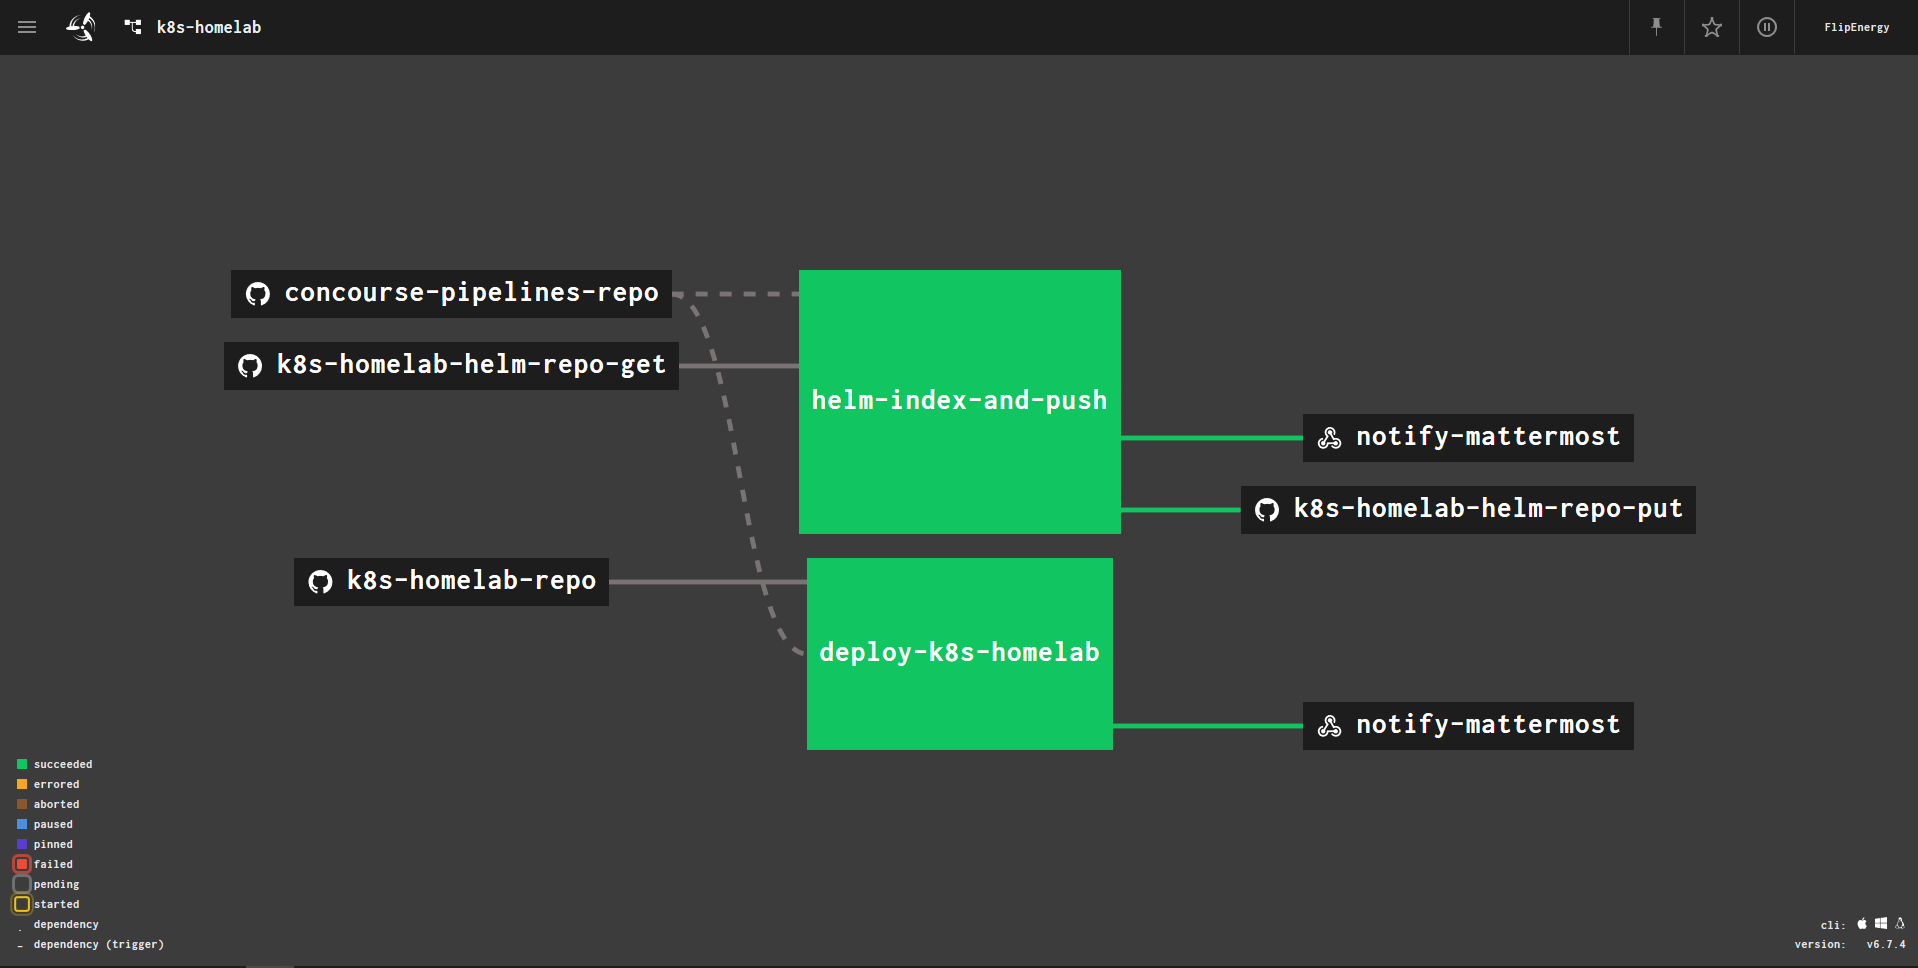 k8s-homelab
FlipEnergy
concourse-pipelines-repo
k8s-homelab-helm-repo-get
helm-index-and-push
notify-mattermost
k8s-homelab-helm-repo-put
k8s-homelab-repo
deploy-k8s-homelab
notify-mattermost
succeeded
errored
aborted
paused
pinned
failed
pending
started
dependency
dependency (trigger)
cli:
version: v6.7.4